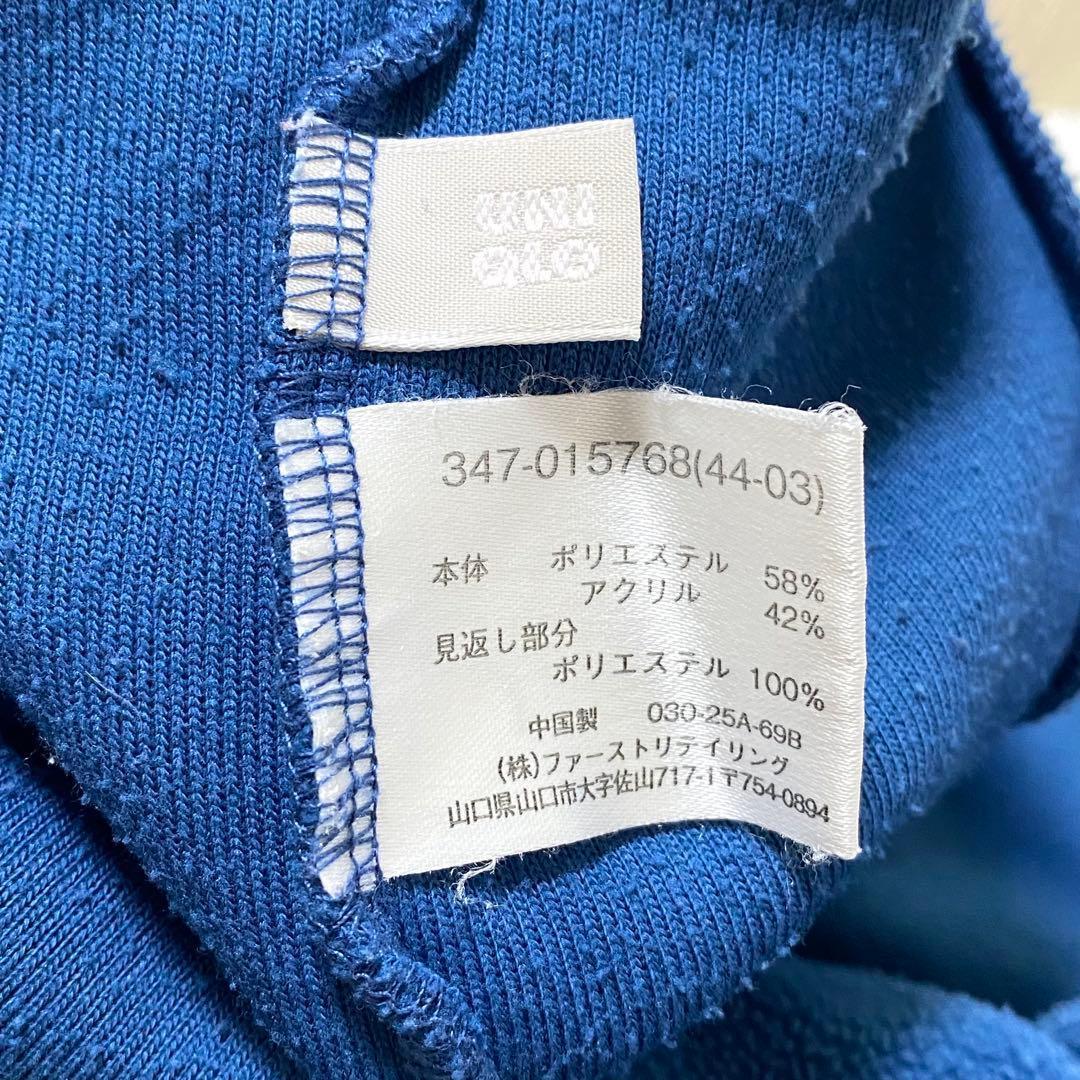 UNI
QLO
347-015768(44-03)
本体 ポリエステル 58%
アクリル 42%
見返し部分
ポリエステル 100%
中国製 030-25A-69B
(株)ファーストリテイリング
山口県山口市大字佐山717-1〒754-0894